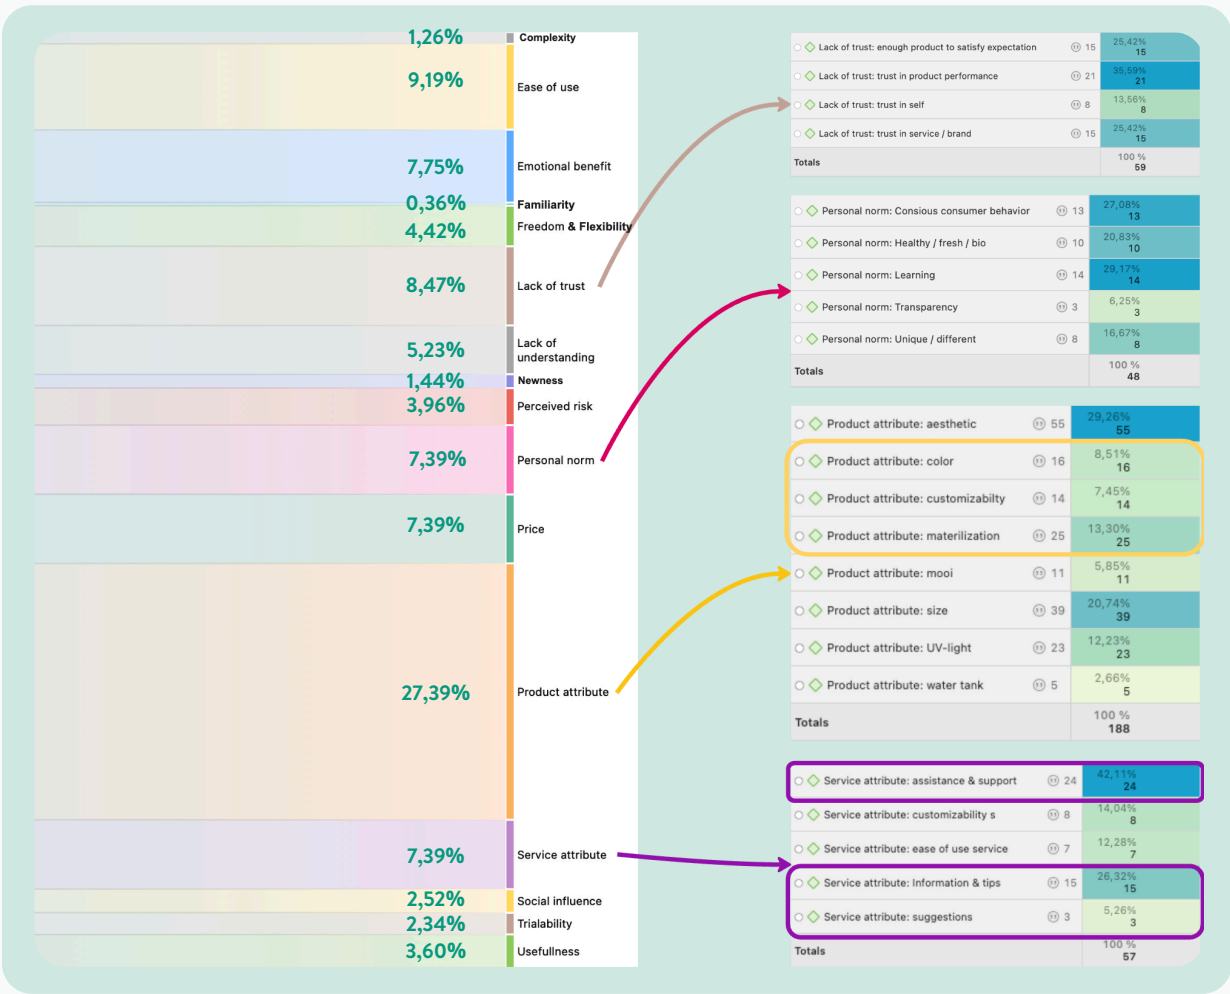 1,26% Complexity
9,19% Ease of use
7,75% Emotional benefit
0,36% Familiarity
4,42% Freedom & Flexibility
8,47% Lack of trust
5,23% Lack of
understanding
1,44% Newness
3,96% Perceived risk
7,39% Personal norm
7,39% Price
27,39% Product attribute
7,39% Service attribute
2,52% Social influence
2,34% Trialability
3,60% Usefullness
Lack of trust: enough product to satisfy expectation 15 25,42%
15
Lack of trust: trust in product performance 21 35,59%
21
Lack of trust: trust in self 8 13,56%
8
Lack of trust: trust in service / brand 15 25,42%
15
Totals 100 %
59
Personal norm: Consious consumer behavior 13 27,08%
13
Personal norm: Healthy / fresh / bio 10 20,83%
10
Personal norm: Learning 14 29,17%
14
Personal norm: Transparency 3 6,25%
3
Personal norm: Unique / different 8 16,67%
8
Totals 100 %
48
Product attribute: aesthetic 55 29,26%
55
Product attribute: color 16 8,51%
16
Product attribute: customizabilty 14 7,45%
14
Product attribute: materilization 25 13,30%
25
Product attribute: mooi 11 5,85%
11
Product attribute: size 39 20,74%
39
Product attribute: UV-light 23 12,23%
23
Product attribute: water tank 5 2,66%
5
Totals 100 %
188
Service attribute: assistance & support 24 42,11%
24
Service attribute: customizability s 8 14,04%
8
Service attribute: ease of use service 7 12,28%
7
Service attribute: Information & tips 15 26,32%
15
Service attribute: suggestions 3 5,26%
3
Totals 100 %
57